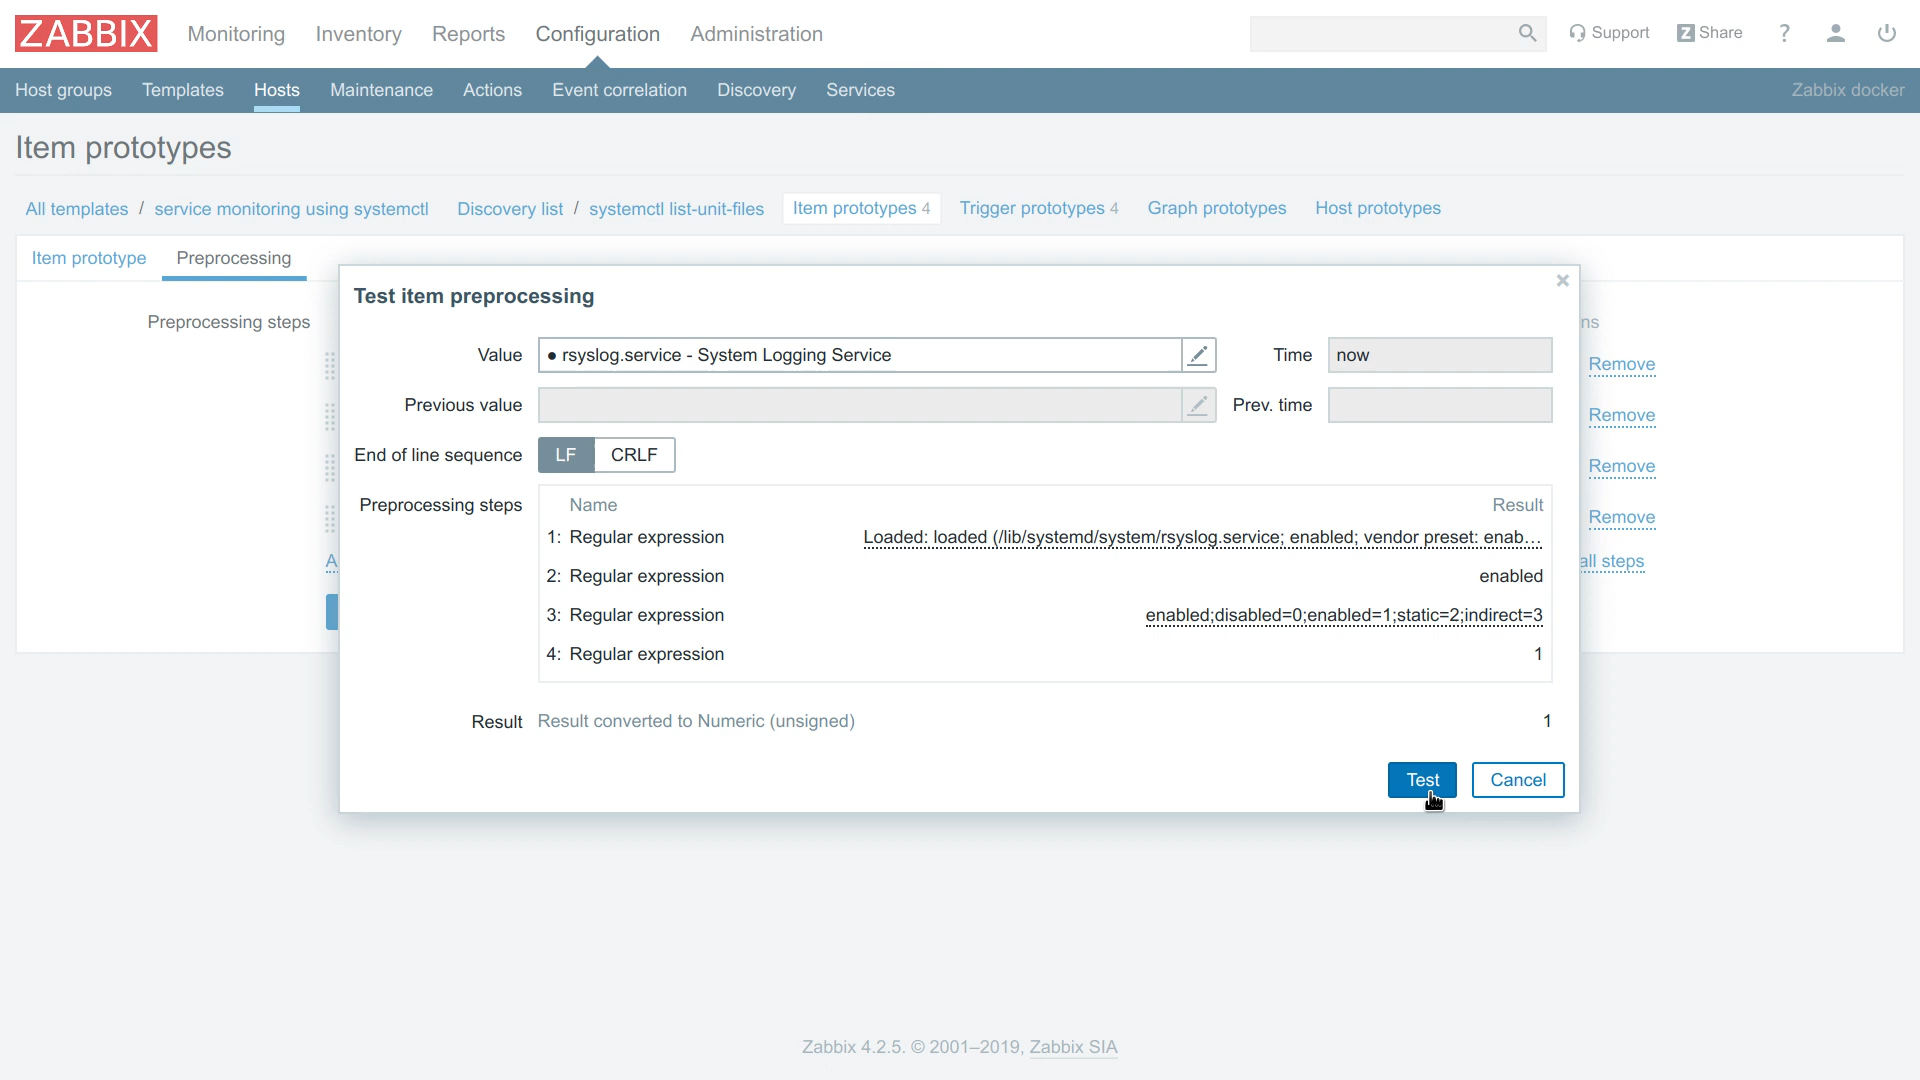 ZABBIX Monitoring Inventory Reports Configuration Administration Support Z Share ?
Host groups Templates Hosts Maintenance Actions Event correlation Discovery Services Zabbix docker
Item prototypes
All templates / service monitoring using systemctl Discovery list / systemctl list-unit-files Item prototypes 4 Trigger prototypes 4 Graph prototypes Host prototypes
Item prototype Preprocessing
Test item preprocessing
Preprocessing steps ns
Value ● rsyslog.service - System Logging Service Time now
Remove
Previous value Prev. time
Remove
End of line sequence LF CRLF
Remove
Preprocessing steps Name Result
Remove
1: Regular expression Loaded: loaded (/lib/systemd/system/rsyslog.service; enabled; vendor preset: enab...
A all steps
2: Regular expression enabled
3: Regular expression enabled;disabled=0;enabled=1;static=2;indirect=3
4: Regular expression 1
Result Result converted to Numeric (unsigned) 1
Test Cancel
Zabbix 4.2.5. © 2001–2019, Zabbix SIA